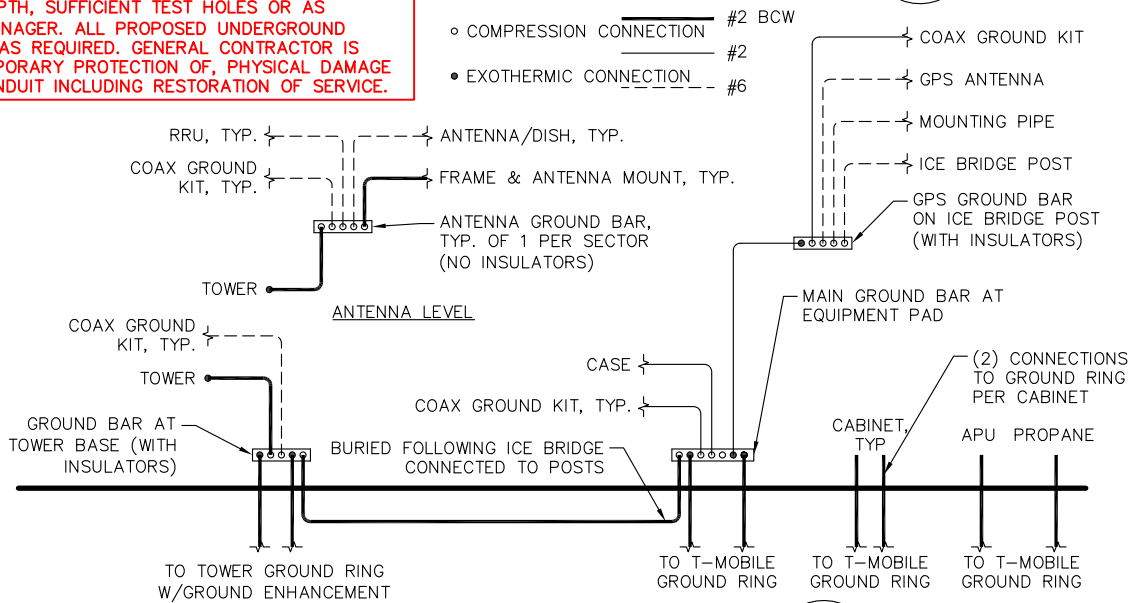 PTH, SUFFICIENT TEST HOLES OR AS
NAGER. ALL PROPOSED UNDERGROUND
AS REQUIRED. GENERAL CONTRACTOR IS
PORARY PROTECTION OF, PHYSICAL DAMAGE
NDUIT INCLUDING RESTORATION OF SERVICE.
COMPRESSION CONNECTION
EXOTHERMIC CONNECTION
#2 BCW
#2
#6
COAX GROUND KIT
GPS ANTENNA
MOUNTING PIPE
ICE BRIDGE POST
GPS GROUND BAR
ON ICE BRIDGE POST
(WITH INSULATORS)
RRU, TYP.
COAX GROUND
KIT, TYP.
ANTENNA/DISH, TYP.
FRAME & ANTENNA MOUNT, TYP.
ANTENNA GROUND BAR,
TYP. OF 1 PER SECTOR
(NO INSULATORS)
TOWER
ANTENNA LEVEL
MAIN GROUND BAR AT
EQUIPMENT PAD
COAX GROUND
KIT, TYP.
TOWER
GROUND BAR AT
TOWER BASE (WITH
INSULATORS)
CASE
COAX GROUND KIT, TYP.
BURIED FOLLOWING ICE BRIDGE
CONNECTED TO POSTS
(2) CONNECTIONS
TO GROUND RING
PER CABINET
CABINET,
TYP
APU
PROPANE
TO TOWER GROUND RING
W/GROUND ENHANCEMENT
TO T-MOBILE
GROUND RING
TO T-MOBILE
GROUND RING
TO T-MOBILE
GROUND RING